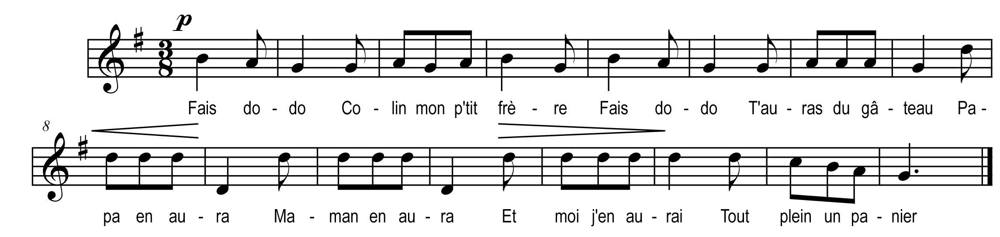 p
3
8
Fais do - do Co - lin mon p'tit frè - re Fais do - do T'au - ras du gâ - teau Pa -
8
pa en au - ra Ma - man en au - ra Et moi j'en au - rai Tout plein un pa - nier